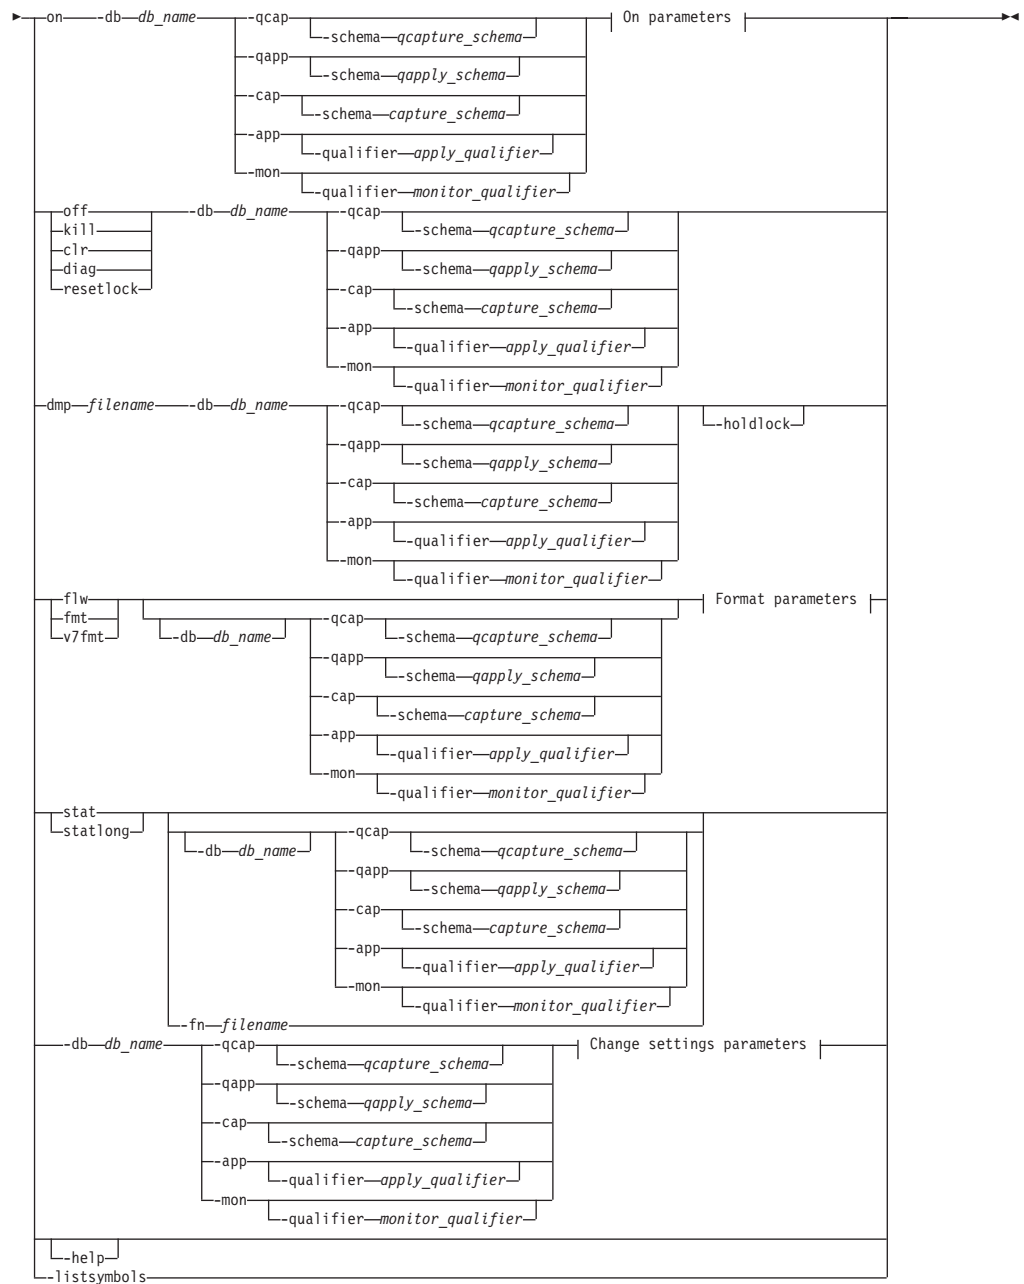 on -db db_name -qcap On parameters
-schema qcapture_schema
-qapp
-schema qapply_schema
-cap
-schema capture_schema
-app
-qualifier apply_qualifier
-mon
-qualifier monitor_qualifier
off -db db_name -qcap
kill -schema qcapture_schema
clr -qapp
diag -schema qapply_schema
resetlock -cap
-schema capture_schema
-app
-qualifier apply_qualifier
-mon
-qualifier monitor_qualifier
dmp filename -db db_name -qcap
-schema qcapture_schema -holdlock
-qapp
-schema qapply_schema
-cap
-schema capture_schema
-app
-qualifier apply_qualifier
-mon
-qualifier monitor_qualifier
flw Format parameters
fmt -qcap
v7fmt -db db_name -schema qcapture_schema
-qapp
-schema qapply_schema
-cap
-schema capture_schema
-app
-qualifier apply_qualifier
-mon
-qualifier monitor_qualifier
stat
statlong -qcap
-db db_name -schema qcapture_schema
-qapp
-schema qapply_schema
-cap
-schema capture_schema
-app
-qualifier apply_qualifier
-mon
-qualifier monitor_qualifier
-fn filename
-db db_name -qcap Change settings parameters
-schema qcapture_schema
-qapp
-schema qapply_schema
-cap
-schema capture_schema
-app
-qualifier apply_qualifier
-mon
-qualifier monitor_qualifier
-help
-listsymbols